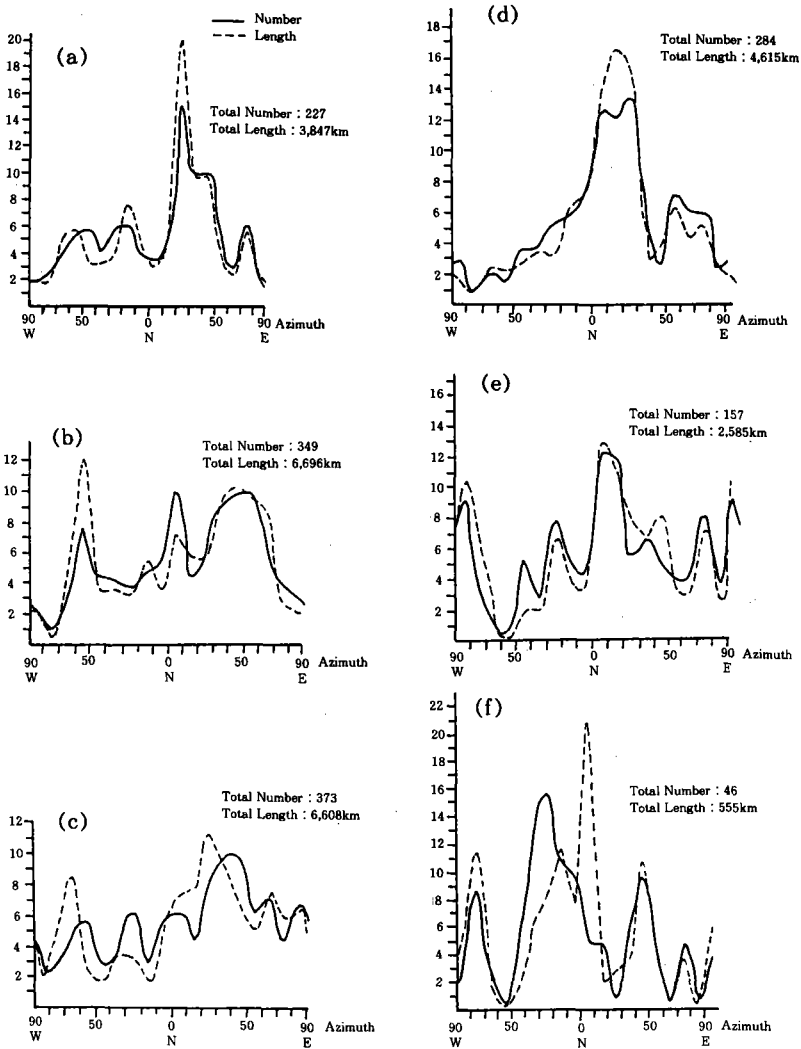 Number
Length
(a)
20
18
16
14
12
10
8
6
4
2
Total Number : 227
Total Length : 3,847km
90 50 0 50 90 Azimuth
W N E
(b)
12
10
8
6
4
2
Total Number : 349
Total Length : 6,696km
90 50 0 50 90 Azimuth
W N E
(c)
12
10
8
6
4
2
Total Number : 373
Total Length : 6,608km
90 50 0 50 90 Azimuth
W N E
(d)
18
16
14
12
10
8
6
4
2
Total Number : 284
Total Length : 4,615km
90 50 0 50 90 Azimuth
W N E
(e)
16
14
12
10
8
6
4
2
Total Number : 157
Total Length : 2,585km
90 50 0 50 90 Azimuth
W N E
(f)
22
20
18
16
14
12
10
8
6
4
2
Total Number : 46
Total Length : 555km
90 50 0 50 90 Azimuth
W N E